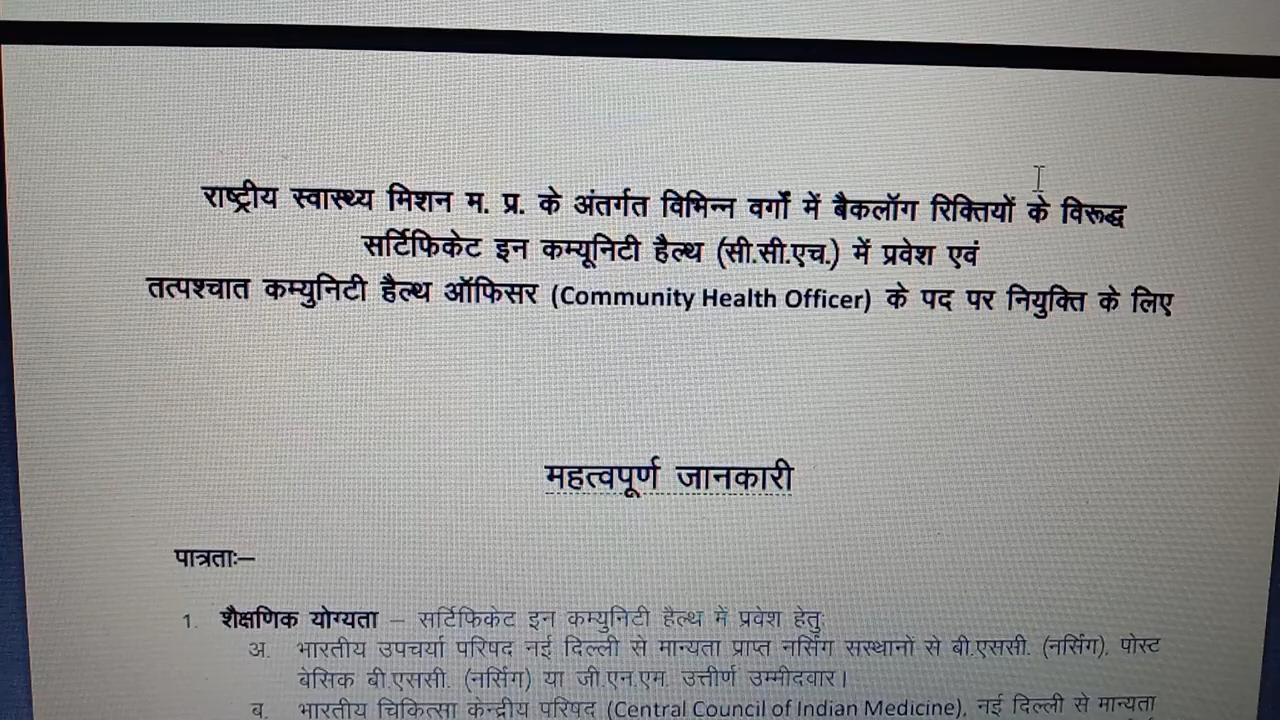 राष्ट्रीय स्वास्थ्य मिशन म. प्र. के अंतर्गत विभिन्न वर्गों में बैकलॉग रिक्तियों के विरूद्ध
सर्टिफिकेट इन कम्यूनिटी हैल्थ (सी.सी.एच.) में प्रवेश एवं
तत्पश्चात कम्युनिटी हैल्थ ऑफिसर (Community Health Officer) के पद पर नियुक्ति के लिए
महत्वपूर्ण जानकारी
पात्रताः–
1. शैक्षणिक योग्यता – सर्टिफिकेट इन कम्युनिटी हैल्थ में प्रवेश हेतु
अ. भारतीय उपचर्या परिषद नई दिल्ली से मान्यता प्राप्त नर्सिंग सस्थानों से बी.एससी. (नर्सिंग), पोस्ट
बेसिक बी.एससी. (नर्सिंग) या जी.एन.एम. उत्तीर्ण उम्मीदवार।
ब. भारतीय चिकित्सा केन्द्रीय परिषद (Central Council of Indian Medicine), नई दिल्ली से मान्यता